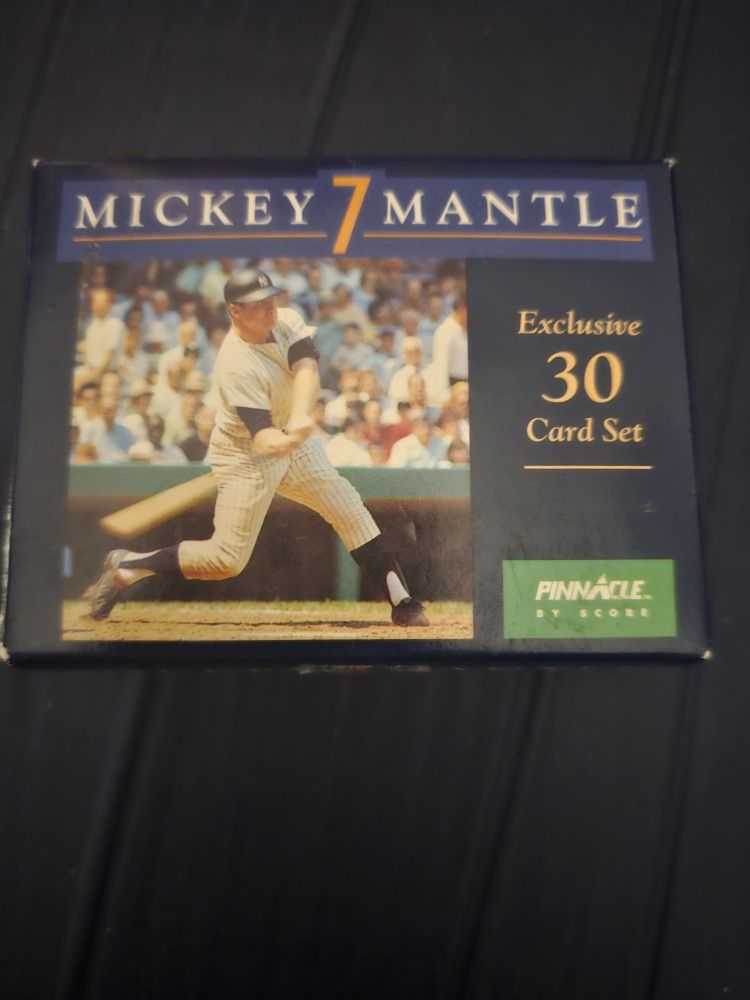 MICKEY 7 MANTLE
Exclusive
30
Card Set
PINNACLE
BY SCORE